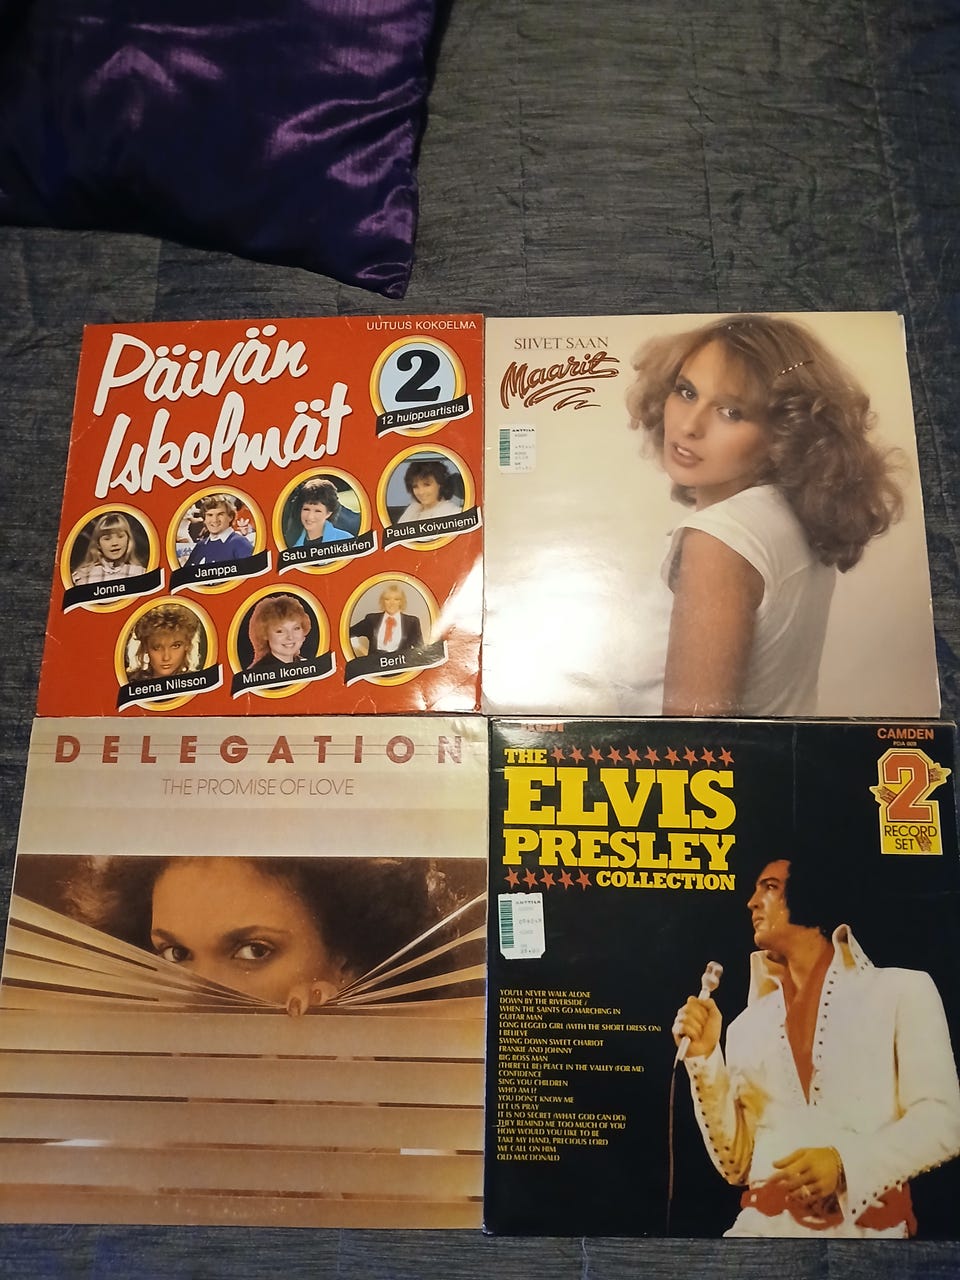 UUTUUS KOKOELMA
Päivän
Iskelmät
2
12 huippuartistia
Paula Koivuniemi
Satu Pentikäinen
Jamppa
Jonna
Leena Nilsson
Minna Ikonen
Berit
SIIVET SAAN
Maarit
ANTTILA
DELEGATION
THE PROMISE OF LOVE
RCA
CAMDEN
THE
ELVIS
PRESLEY
COLLECTION
2
RECORD
SET
ANTTILA
YOU'LL NEVER WALK ALONE
DOWN BY THE RIVERSIDE /
WHEN THE SAINTS GO MARCHING IN
GUITAR MAN
LONG LEGGED GIRL (WITH THE SHORT DRESS ON)
I BELIEVE
SWING DOWN SWEET CHARIOT
FRANKIE AND JOHNNY
BIG BOSS MAN
(THERE'LL BE) PEACE IN THE VALLEY (FOR ME)
CONFIDENCE
SING YOU CHILDREN
WHO AM I?
YOU DON'T KNOW ME
LET US PRAY
IT IS NO SECRET (WHAT GOD CAN DO)
THEY REMIND ME TOO MUCH OF YOU
HOW WOULD YOU LIKE TO BE
TAKE MY HAND, PRECIOUS LORD
WE CALL ON HIM
OLD MACDONALD